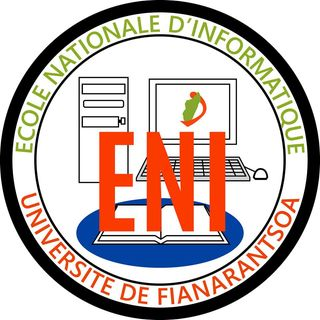 ECOLE NATIONALE D'INFORMATIQUE
ENI
UNIVERSITE DE FIANARANTSOA